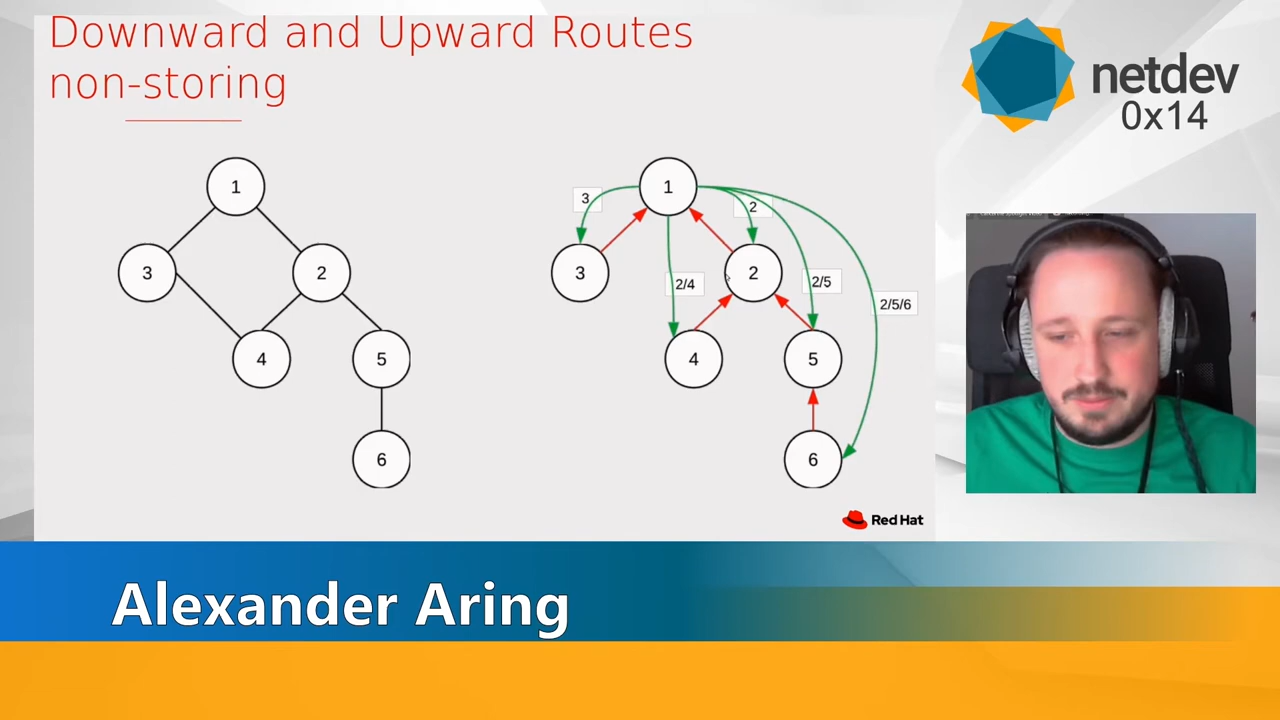 Downward and Upward Routes
non-storing
1
3
2
4
5
6
1
3
2
3
2
2/4
2/5
2/5/6
4
5
6
Red Hat
netdev
0x14
Alexander Aring